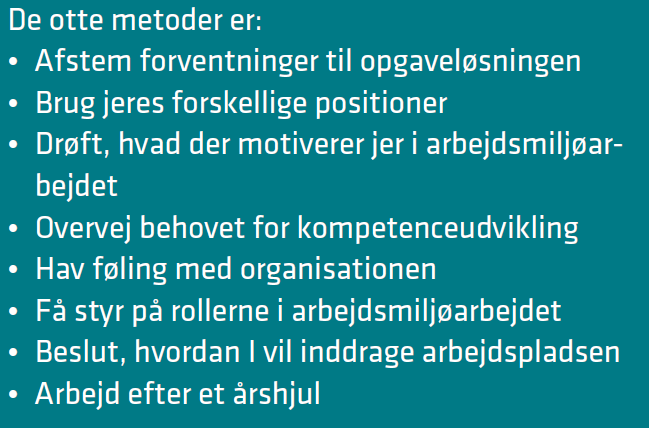 De otte metoder er:
• Afstem forventninger til opgaveløsningen
• Brug jeres forskellige positioner
• Drøft, hvad der motiverer jer i arbejdsmiljøar-
bejdet
• Overvej behovet for kompetenceudvikling
• Hav føling med organisationen
• Få styr på rollerne i arbejdsmiljøarbejdet
• Beslut, hvordan I vil inddrage arbejdspladsen
• Arbejd efter et årshjul